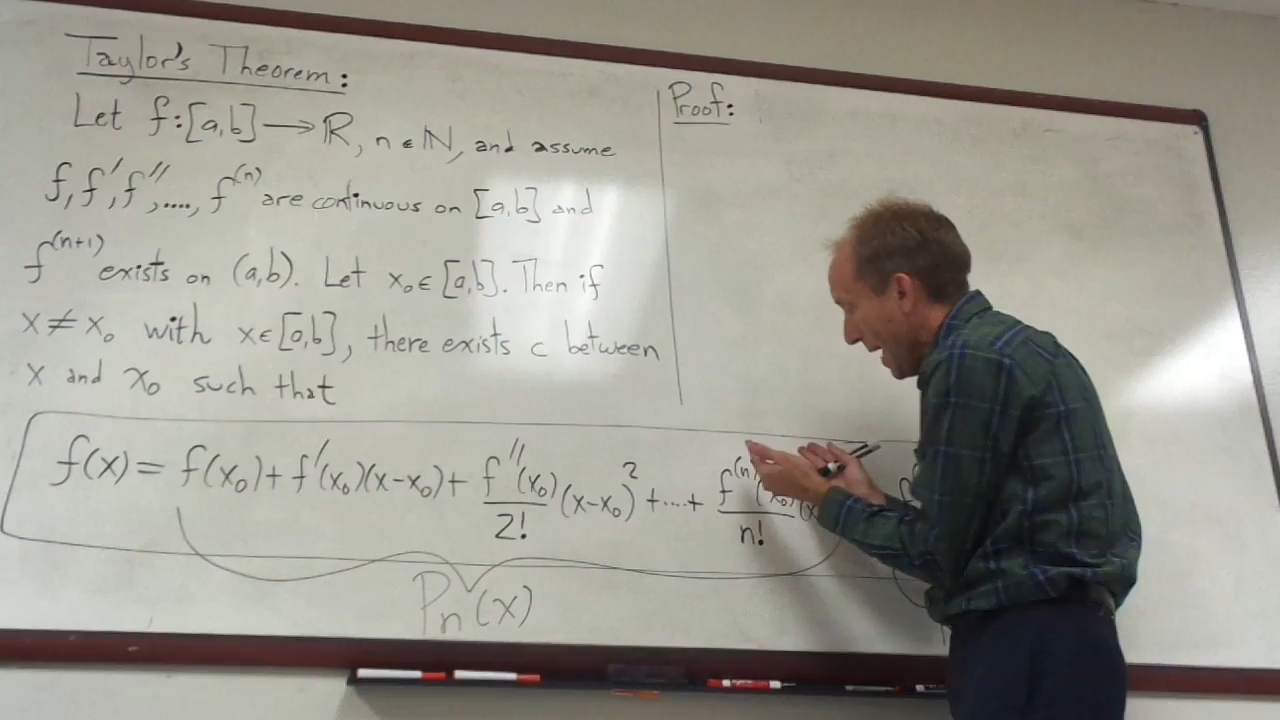 Taylor's Theorem:
Let f:[a,b]⟶ℝ, n∈ℕ, and assume
f, f′, f″, ...., f⁽ⁿ⁾ are continuous on [a,b] and
f⁽ⁿ⁺¹⁾ exists on (a,b). Let x₀∈[a,b]. Then if
x≠x₀ with x∈[a,b], there exists c between
x and x₀ such that
f(x) = f(x₀) + f′(x₀)(x-x₀) + f″(x₀)/2! (x-x₀)² + ... + f⁽ⁿ⁾(x₀)/n! (x
Pₙ(x)
Proof: